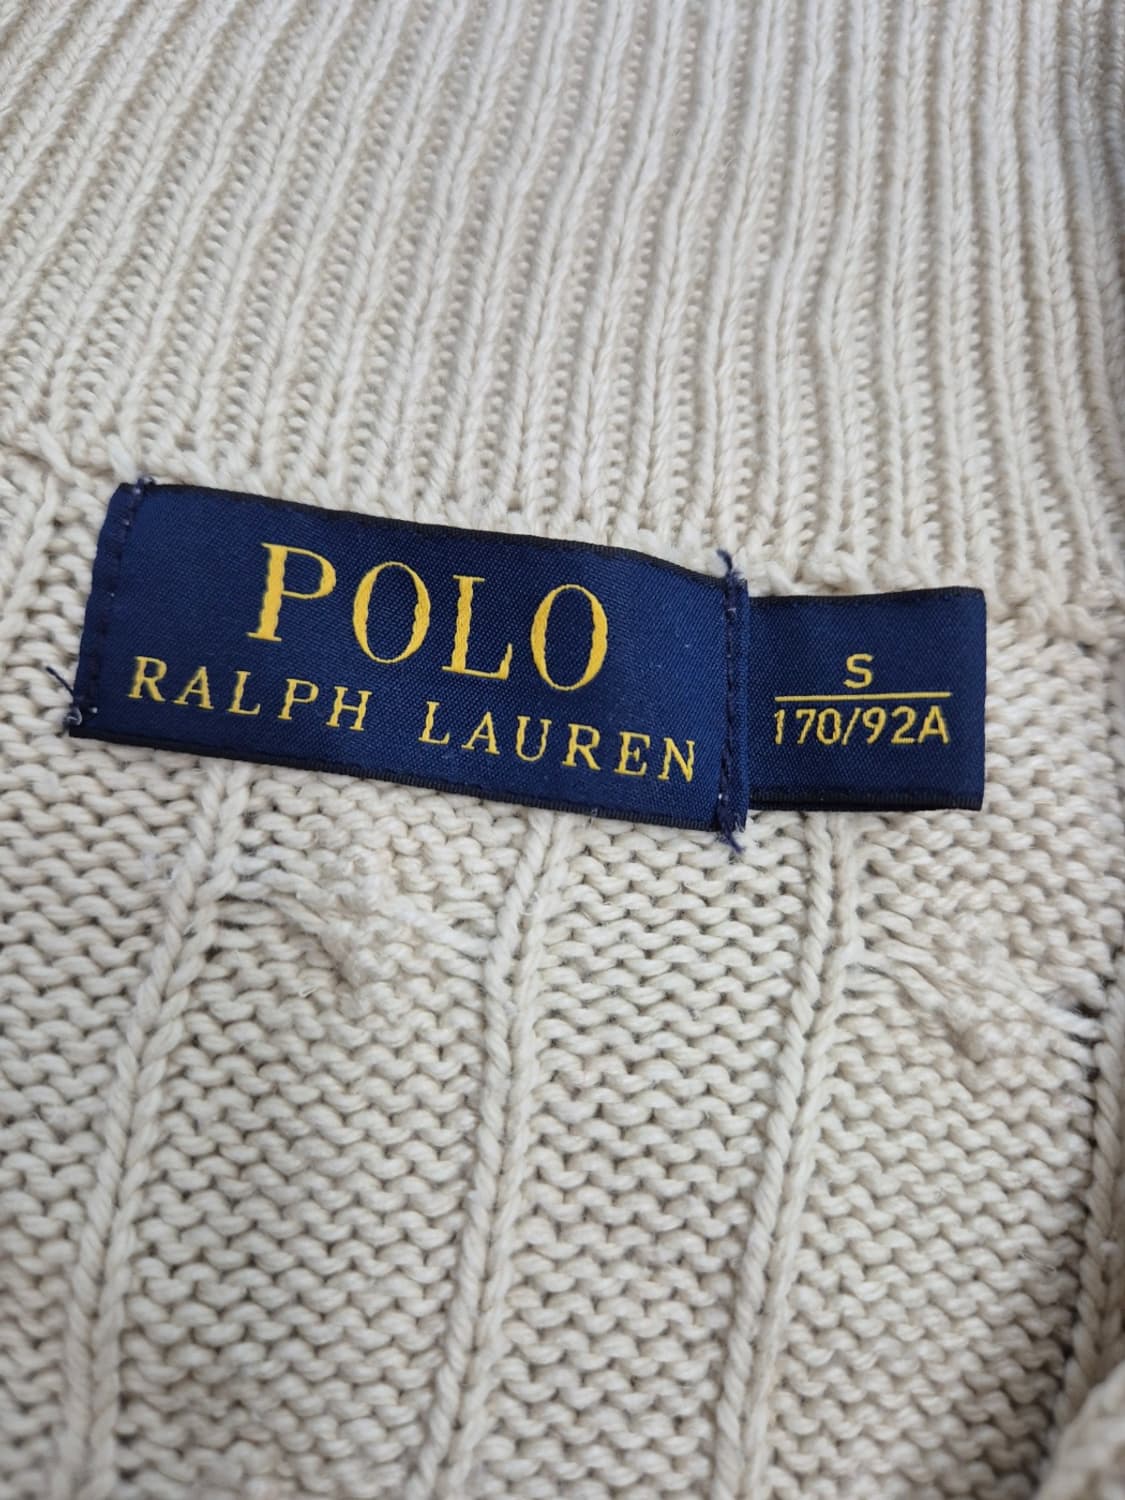 POLO
RALPH LAUREN
S
170/92A